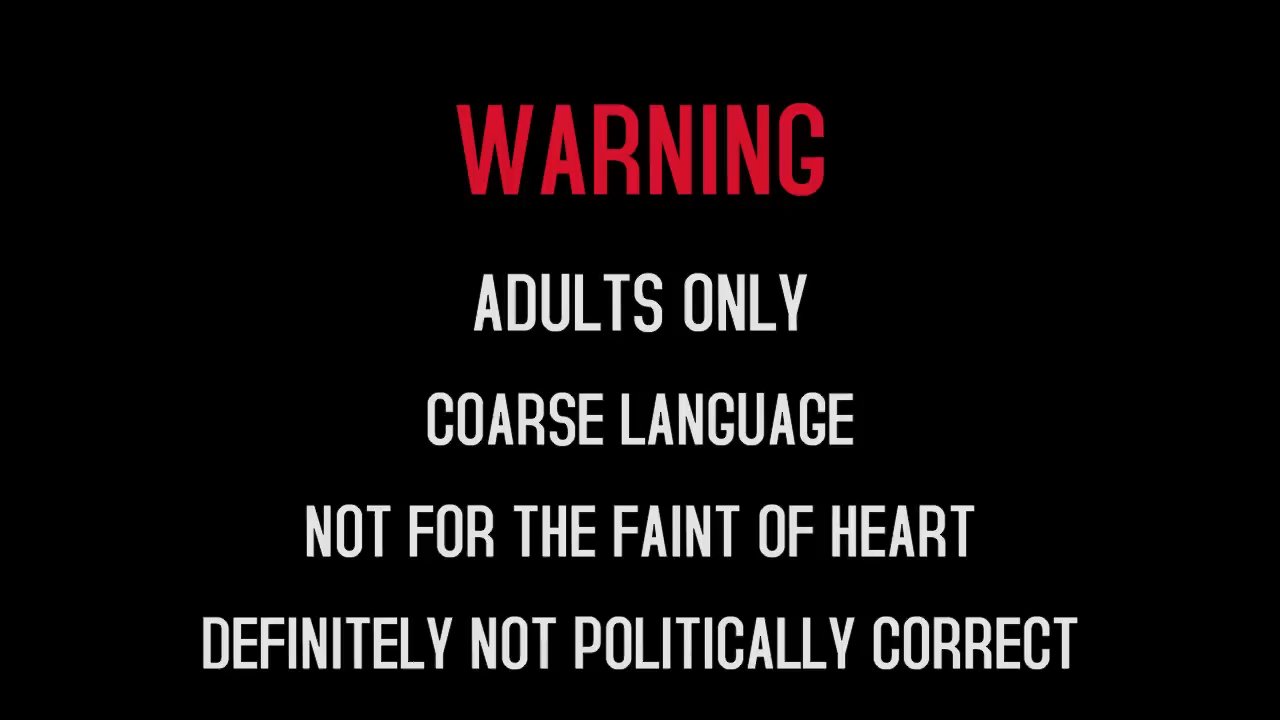 WARNING
ADULTS ONLY
COARSE LANGUAGE
NOT FOR THE FAINT OF HEART
DEFINITELY NOT POLITICALLY CORRECT